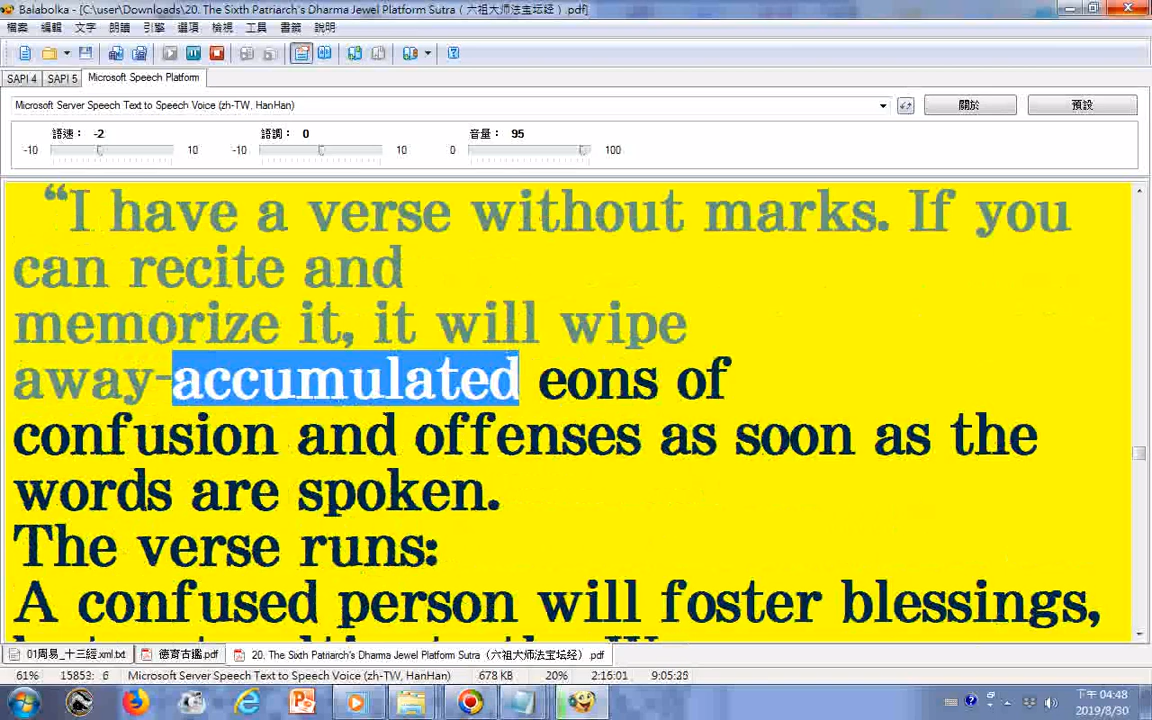 Balabolka - [C:\user\Downloads\20. The Sixth Patriarch's Dharma Jewel Platform Sutra（六祖大师法宝坛经）.pdf]
檔案 編輯 文字 朗讀 引擎 選項 檢視 工具 書籤 說明
SAPI 4 SAPI 5 Microsoft Speech Platform
Microsoft Server Speech Text to Speech Voice (zh-TW, HanHan) 關於 預設
語速： -2 語調： 0 音量： 95
-10 10 -10 10 0 100
“I have a verse without marks. If you
can recite and
memorize it, it will wipe
away-accumulated eons of
confusion and offenses as soon as the
words are spoken.
The verse runs:
A confused person will foster blessings,
01周易_十三經.xml.txt 德育古鑑.pdf 20. The Sixth Patriarch's Dharma Jewel Platform Sutra（六祖大师法宝坛经）.pdf
61% 15853: 6 Microsoft Server Speech Text to Speech Voice (zh-TW, HanHan) 678 KB 20% 2:15:01 9:05:28
下午 04:48
2019/8/30